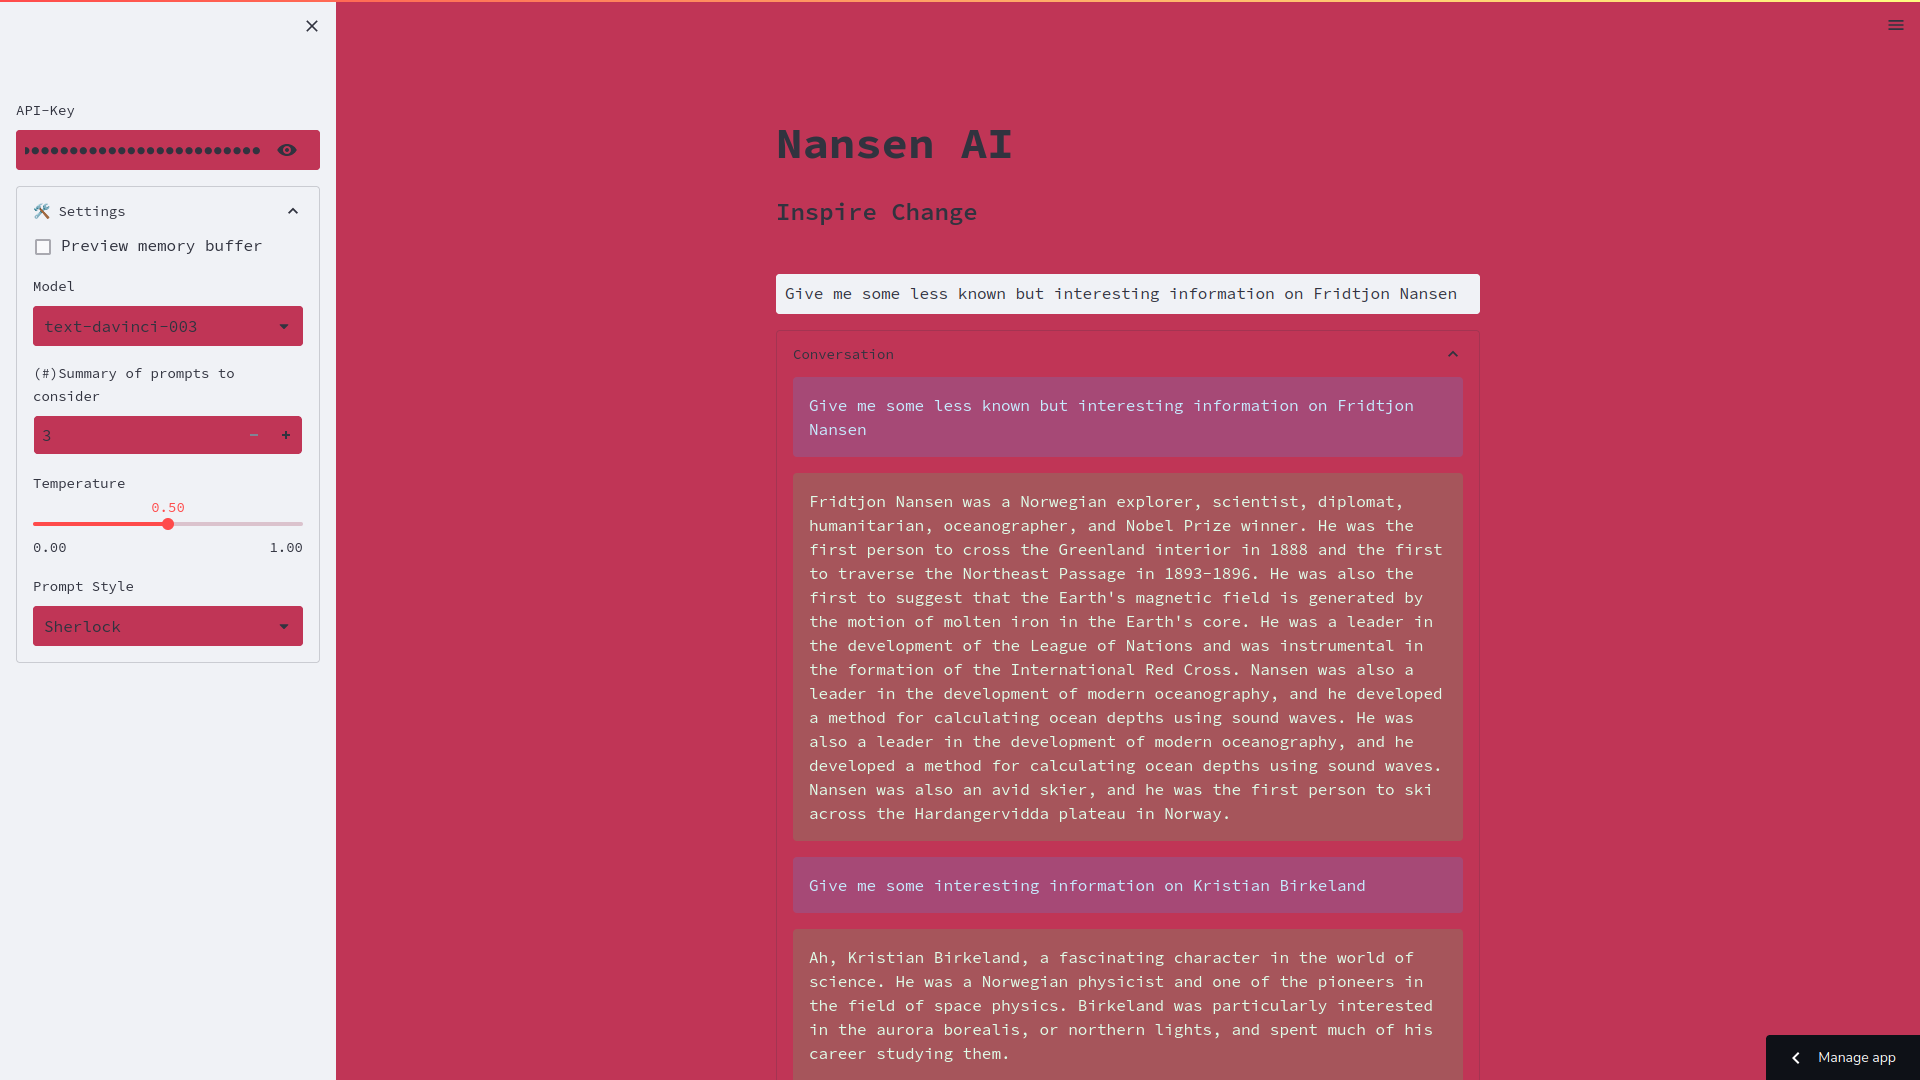 API-Key
Settings
Preview memory buffer
Model
text-davinci-003
(#)Summary of prompts to
consider
3
Temperature
0.50
0.00 1.00
Prompt Style
Sherlock
Nansen AI
Inspire Change
Give me some less known but interesting information on Fridtjon Nansen
Conversation
Give me some less known but interesting information on Fridtjon
Nansen
Fridtjon Nansen was a Norwegian explorer, scientist, diplomat,
humanitarian, oceanographer, and Nobel Prize winner. He was the
first person to cross the Greenland interior in 1888 and the first
to traverse the Northeast Passage in 1893-1896. He was also the
first to suggest that the Earth's magnetic field is generated by
the motion of molten iron in the Earth's core. He was a leader in
the development of the League of Nations and was instrumental in
the formation of the International Red Cross. Nansen was also a
leader in the development of modern oceanography, and he developed
a method for calculating ocean depths using sound waves. He was
also a leader in the development of modern oceanography, and he
developed a method for calculating ocean depths using sound waves.
Nansen was also an avid skier, and he was the first person to ski
across the Hardangervidda plateau in Norway.
Give me some interesting information on Kristian Birkeland
Ah, Kristian Birkeland, a fascinating character in the world of
science. He was a Norwegian physicist and one of the pioneers in
the field of space physics. Birkeland was particularly interested
in the aurora borealis, or northern lights, and spent much of his
career studying them.
Manage app